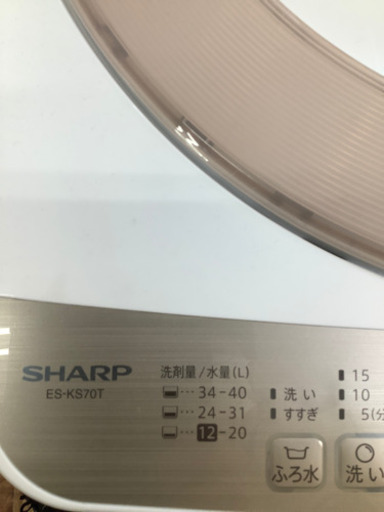 SHARP
ES-KS70T
洗剤量/水量(L)
…34-40
…24-31
…12-20
洗い
すすぎ
15
10
5(分
ふろ水
洗い